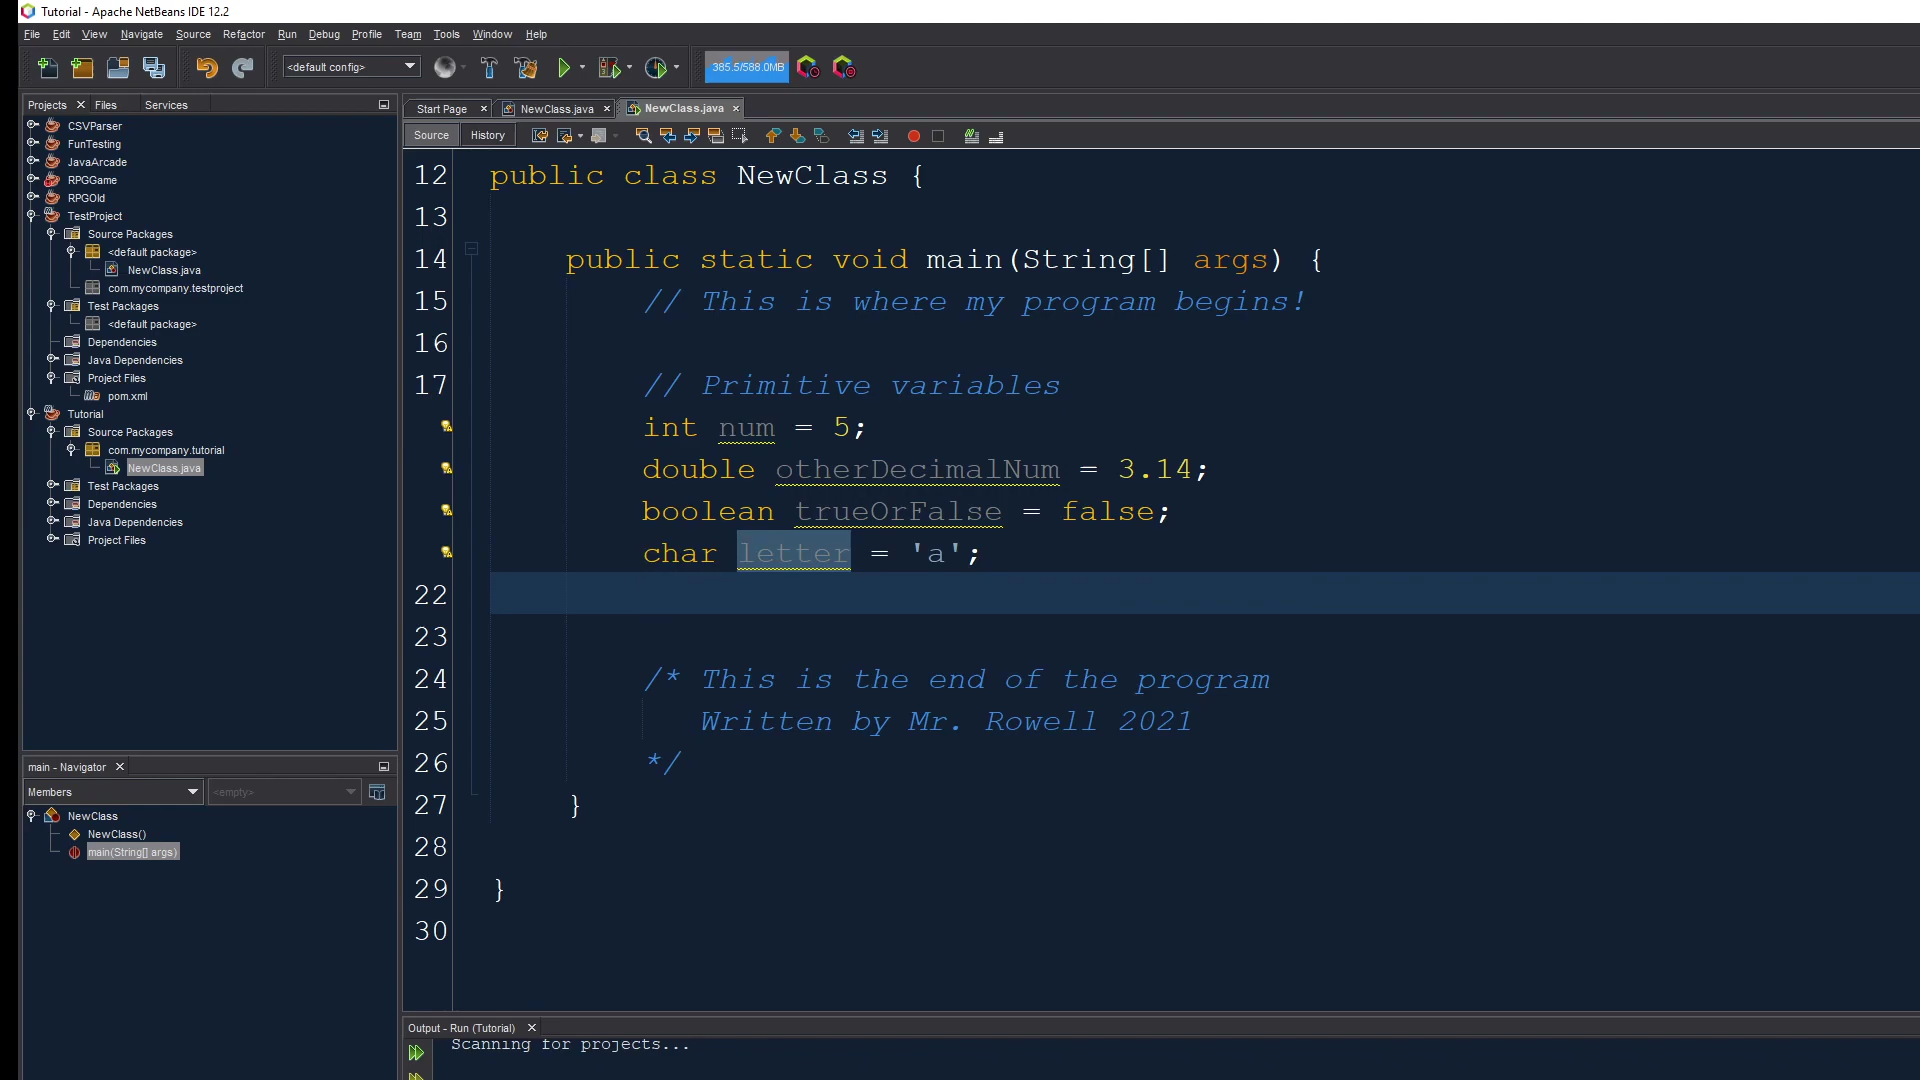 Tutorial - Apache NetBeans IDE 12.2
File Edit View Navigate Source Refactor Run Debug Profile Team Tools Window Help
<default config>
385.5/588.0MB
Projects Files Services
CSVParser
FunTesting
JavaArcade
RPGGame
RPGOld
TestProject
Source Packages
<default package>
NewClass.java
com.mycompany.testproject
Test Packages
<default package>
Dependencies
Java Dependencies
Project Files
pom.xml
Tutorial
Source Packages
com.mycompany.tutorial
NewClass.java
Test Packages
Dependencies
Java Dependencies
Project Files
main - Navigator
Members <empty>
NewClass
NewClass()
main(String[] args)
Start Page NewClass.java NewClass.java
Source History
12 public class NewClass {
13
14 public static void main(String[] args) {
15 // This is where my program begins!
16
17 // Primitive variables
int num = 5;
double otherDecimalNum = 3.14;
boolean trueOrFalse = false;
char letter = 'a';
22
23
24 /* This is the end of the program
25 Written by Mr. Rowell 2021
26 */
27 }
28
29 }
30
Output - Run (Tutorial)
Scanning for projects...